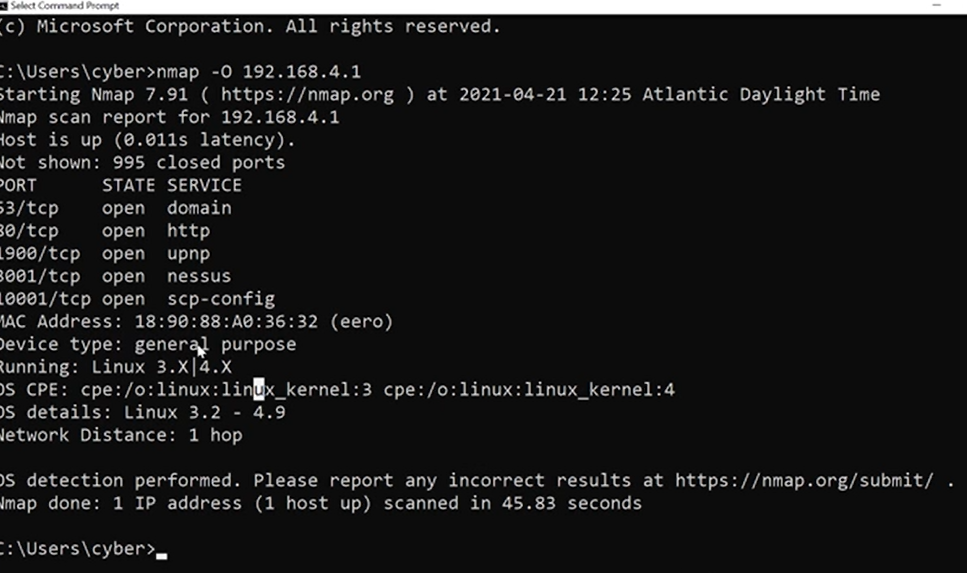 Select Command Prompt
(c) Microsoft Corporation. All rights reserved.
C:\Users\cyber>nmap -O 192.168.4.1
Starting Nmap 7.91 ( https://nmap.org ) at 2021-04-21 12:25 Atlantic Daylight Time
Nmap scan report for 192.168.4.1
Host is up (0.011s latency).
Not shown: 995 closed ports
PORT STATE SERVICE
53/tcp open domain
80/tcp open http
1900/tcp open upnp
3001/tcp open nessus
10001/tcp open scp-config
MAC Address: 18:90:88:A0:36:32 (eero)
Device type: general purpose
Running: Linux 3.X|4.X
OS CPE: cpe:/o:linux:linux_kernel:3 cpe:/o:linux:linux_kernel:4
OS details: Linux 3.2 - 4.9
Network Distance: 1 hop
OS detection performed. Please report any incorrect results at https://nmap.org/submit/ .
Nmap done: 1 IP address (1 host up) scanned in 45.83 seconds
C:\Users\cyber>